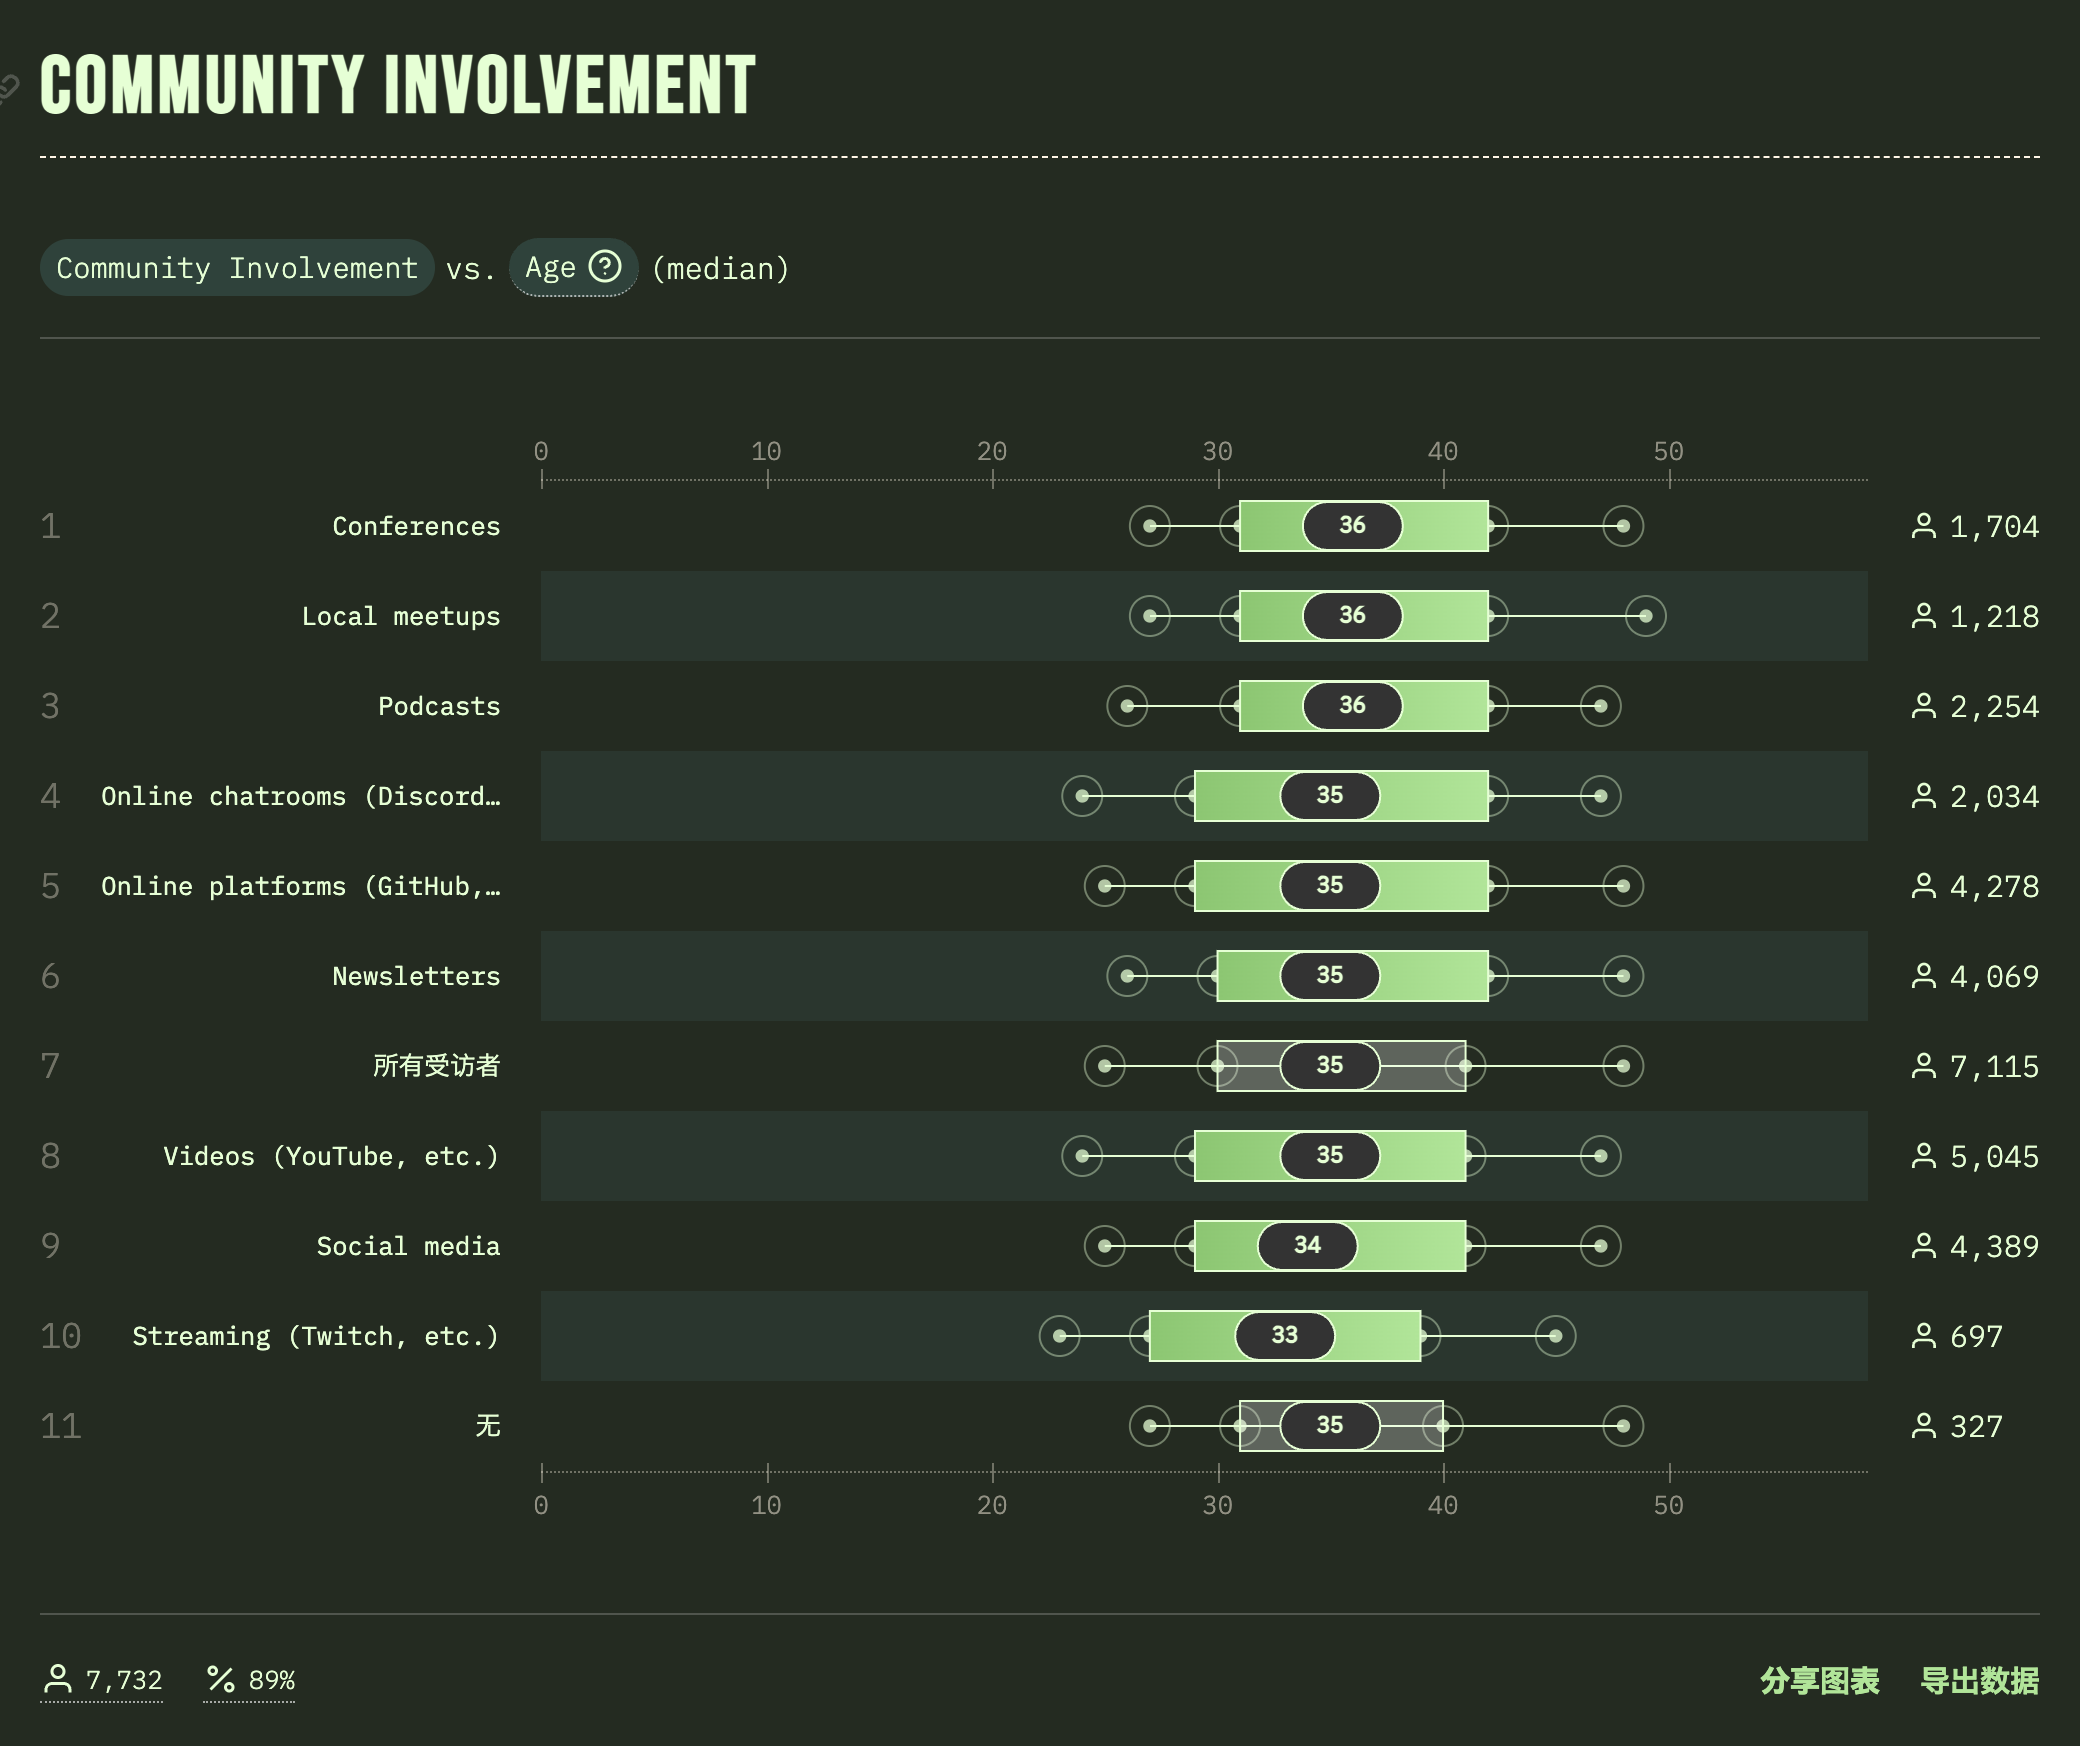 COMMUNITY INVOLVEMENT
Community Involvement vs. Age (median)
0 10 20 30 40 50
1 Conferences 36 1,704
2 Local meetups 36 1,218
3 Podcasts 36 2,254
4 Online chatrooms (Discord… 35 2,034
5 Online platforms (GitHub,… 35 4,278
6 Newsletters 35 4,069
7 所有受访者 35 7,115
8 Videos (YouTube, etc.) 35 5,045
9 Social media 34 4,389
10 Streaming (Twitch, etc.) 33 697
11 无 35 327
0 10 20 30 40 50
7,732 89% 分享图表 导出数据